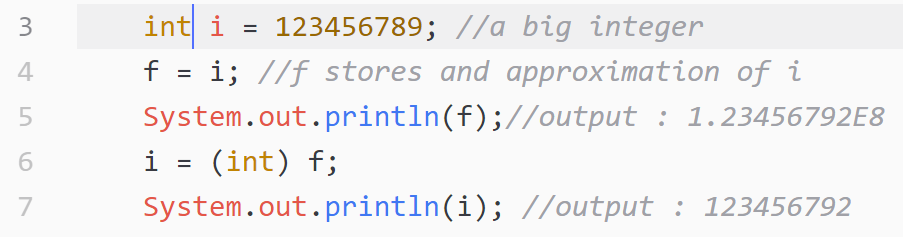 3 int i = 123456789; //a big integer
4 f = i; //f stores and approximation of i
5 System.out.println(f);//output : 1.23456792E8
6 i = (int) f;
7 System.out.println(i); //output : 123456792